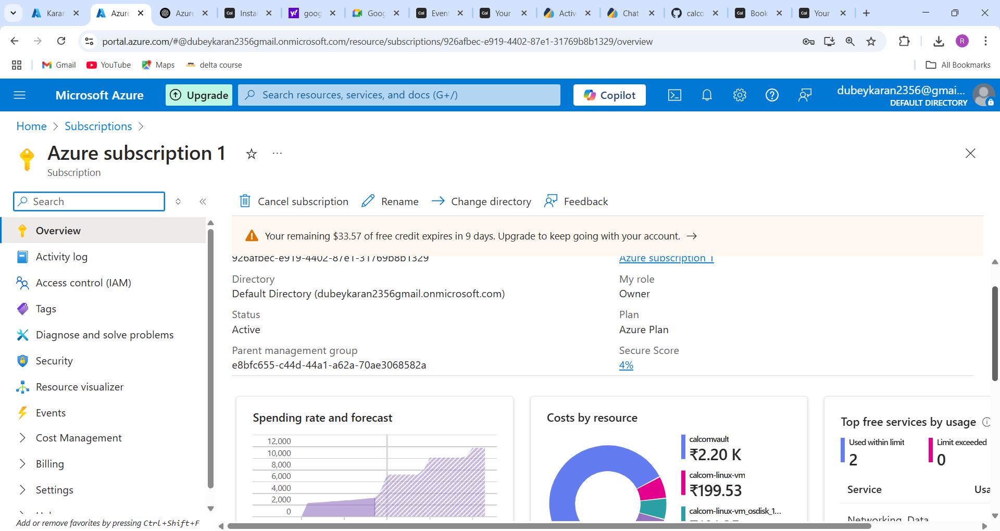 Karar
Azure
Azure
Instal
goog
Goog
Event
Your
Activ
Chat
calco
Book
Your
portal.azure.com/#@dubeykaran2356gmail.onmicrosoft.com/resource/subscriptions/926afbec-e919-4402-87e1-31769b8b1329/overview
R
Gmail
YouTube
Maps
delta course
All Bookmarks
Microsoft Azure
Upgrade
Search resources, services, and docs (G+/)
Copilot
dubeykaran2356@gmai...
DEFAULT DIRECTORY
Home > Subscriptions >
Azure subscription 1
Subscription
Search
Cancel subscription
Rename
Change directory
Feedback
Your remaining $33.57 of free credit expires in 9 days. Upgrade to keep going with your account.
Overview
Activity log
Access control (IAM)
Tags
Diagnose and solve problems
Security
Resource visualizer
Events
Cost Management
Billing
Settings
Add or remove favorites by pressing Ctrl+Shift+F
926afbec-e919-4402-87e1-31769b8b1329
Azure subscription 1
Directory
Default Directory (dubeykaran2356gmail.onmicrosoft.com)
My role
Owner
Status
Active
Plan
Azure Plan
Parent management group
e8bfc655-c44d-44a1-a62a-70ae3068582a
Secure Score
4%
Spending rate and forecast
12,000
10,000
8,000
6,000
4,000
2,000
0
Costs by resource
calcomvault
₹2.20 K
calcom-linux-vm
₹199.53
calcom-linux-vm_osdisk_1...
Top free services by usage
Used within limit
2
Limit exceeded
0
Service
Usa
Networking, Data